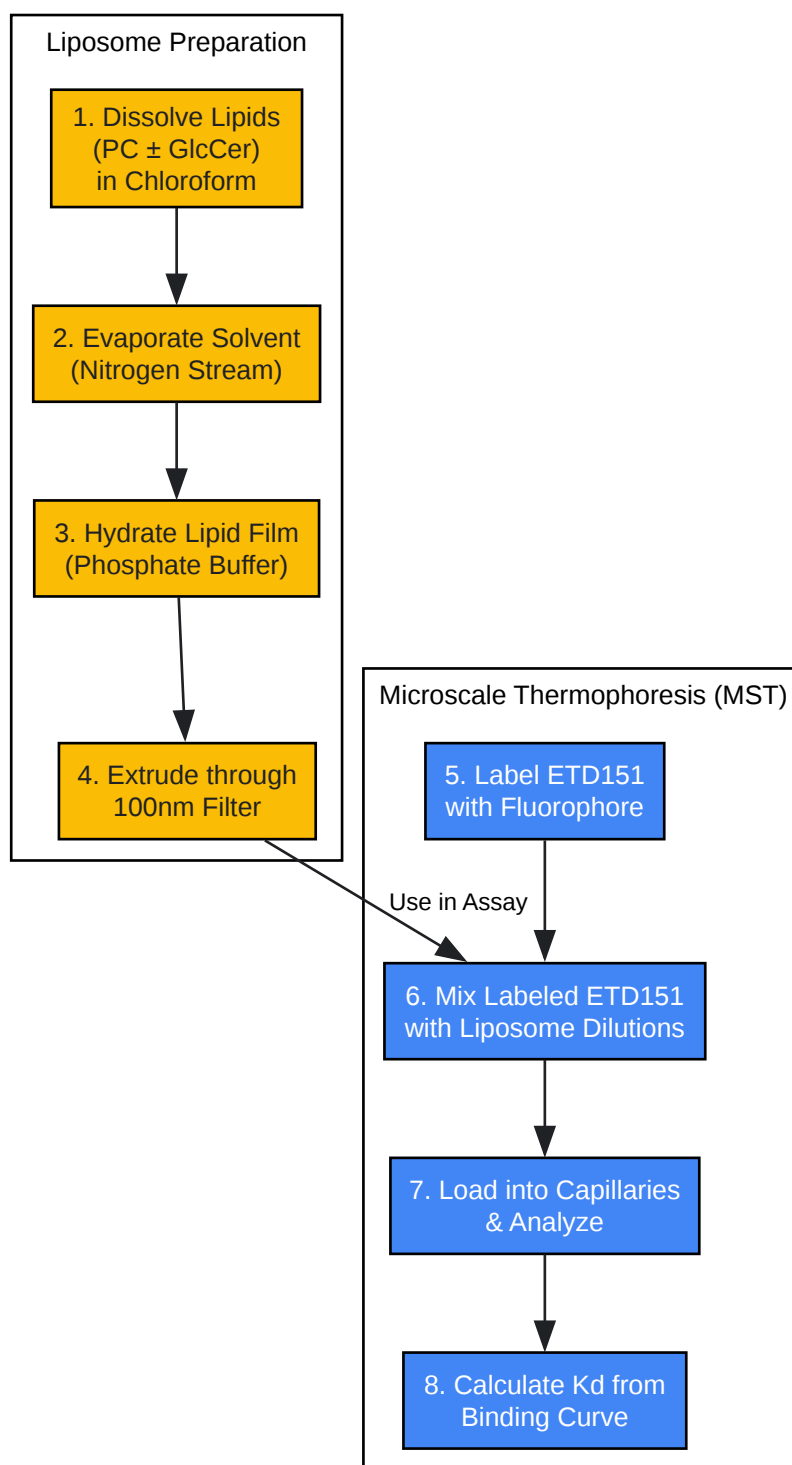 Liposome Preparation
1. Dissolve Lipids
(PC ± GlcCer)
in Chloroform
2. Evaporate Solvent
(Nitrogen Stream)
3. Hydrate Lipid Film
(Phosphate Buffer)
4. Extrude through
100nm Filter
Use in Assay
Microscale Thermophoresis (MST)
5. Label ETD151
with Fluorophore
6. Mix Labeled ETD151
with Liposome Dilutions
7. Load into Capillaries
& Analyze
8. Calculate Kd from
Binding Curve